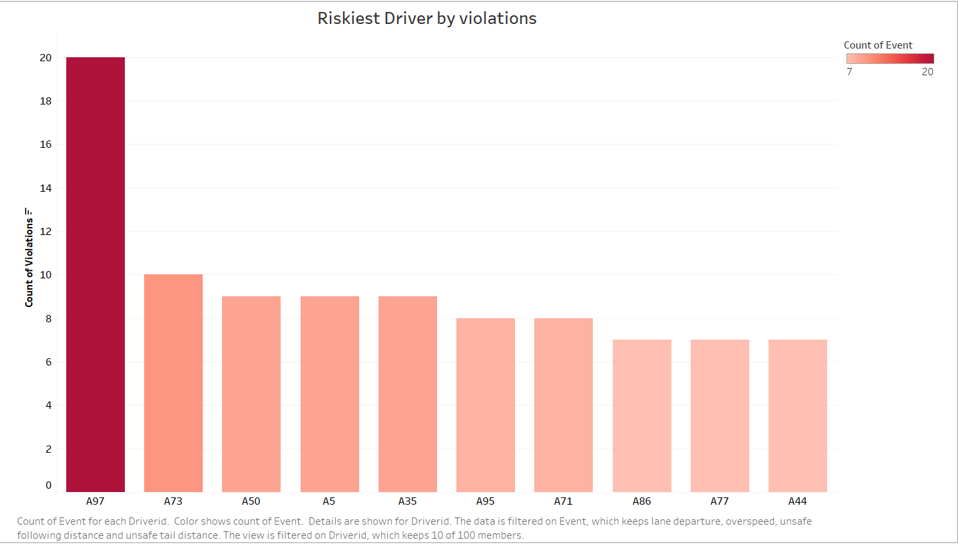 Riskiest Driver by violations
Count of Event
7 20
Count of Violations
20
18
16
14
12
10
8
6
4
2
0
A97 A73 A50 A5 A35 A95 A71 A86 A77 A44
Count of Event for each Driverid. Color shows count of Event. Details are shown for Driverid. The data is filtered on Event, which keeps lane departure, overspeed, unsafe
following distance and unsafe tail distance. The view is filtered on Driverid, which keeps 10 of 100 members.